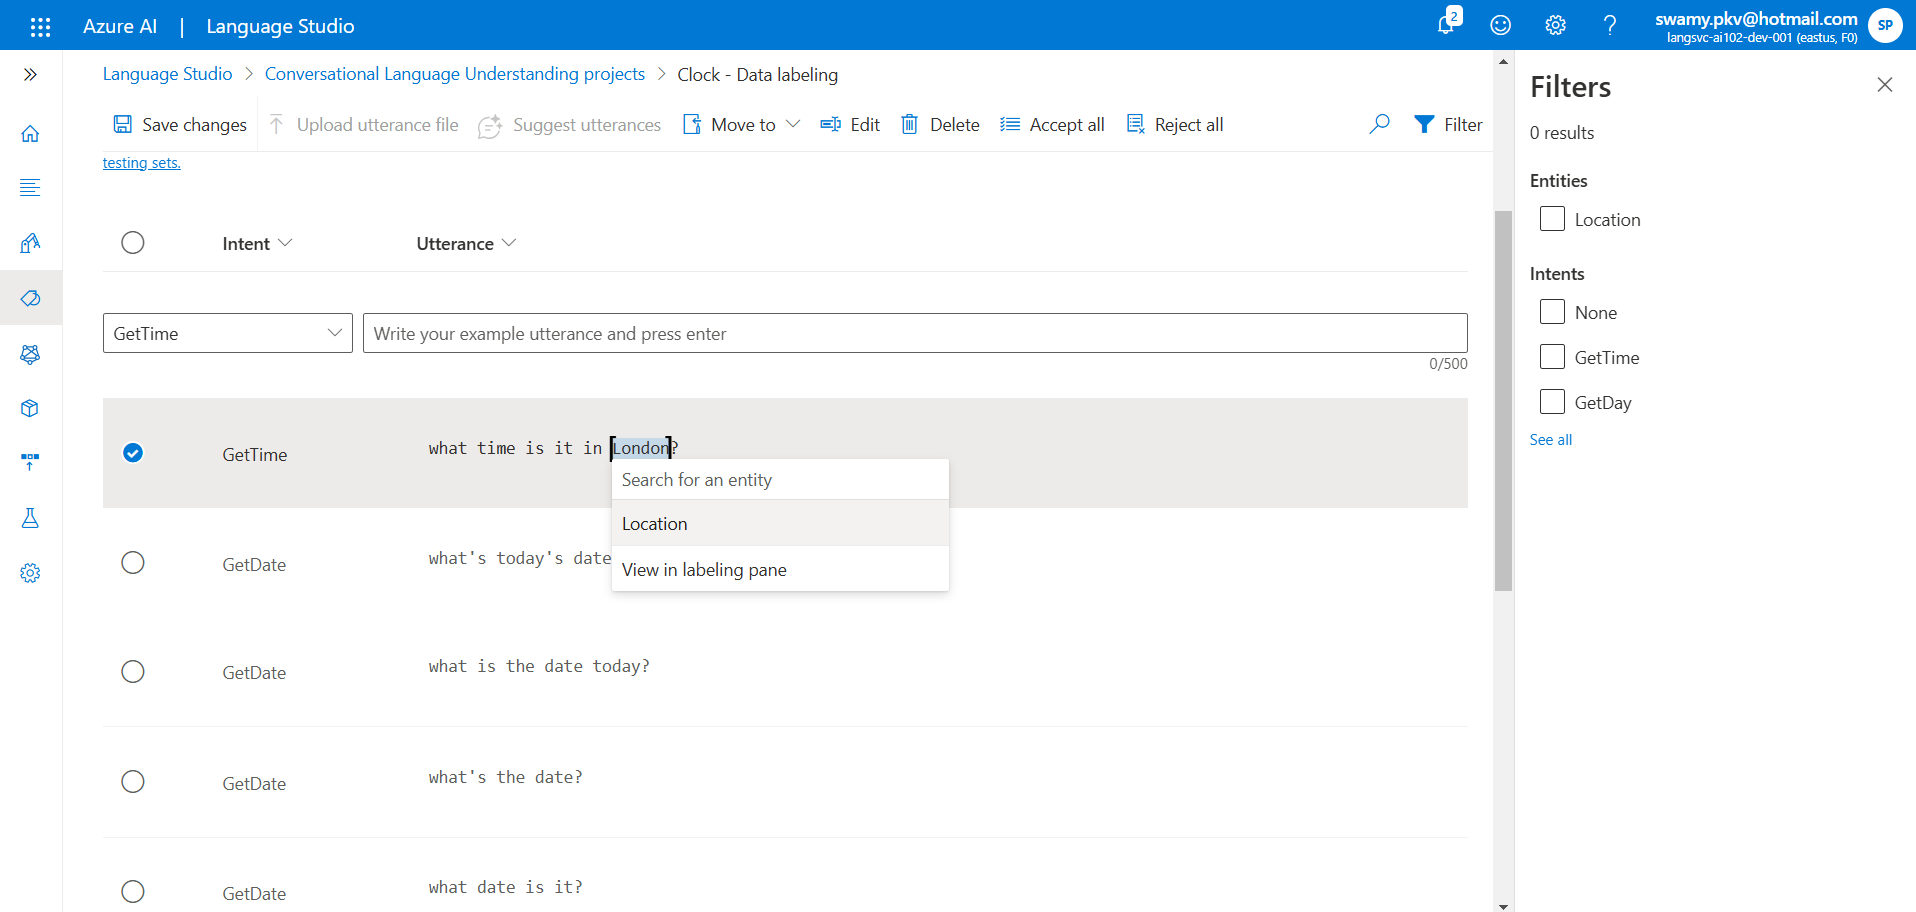 Azure AI | Language Studio
2
swamy.pkv@hotmail.com
langsvc-ai102-dev-001 (eastus, F0)
SP
Language Studio > Conversational Language Understanding projects > Clock - Data labeling
Save changes Upload utterance file Suggest utterances Move to Edit Delete Accept all Reject all Filter
testing sets.
Intent Utterance
GetTime Write your example utterance and press enter
0/500
GetTime what time is it in London?
Search for an entity
Location
View in labeling pane
GetDate what's today's date
GetDate what is the date today?
GetDate what's the date?
GetDate what date is it?
Filters
0 results
Entities
Location
Intents
None
GetTime
GetDay
See all